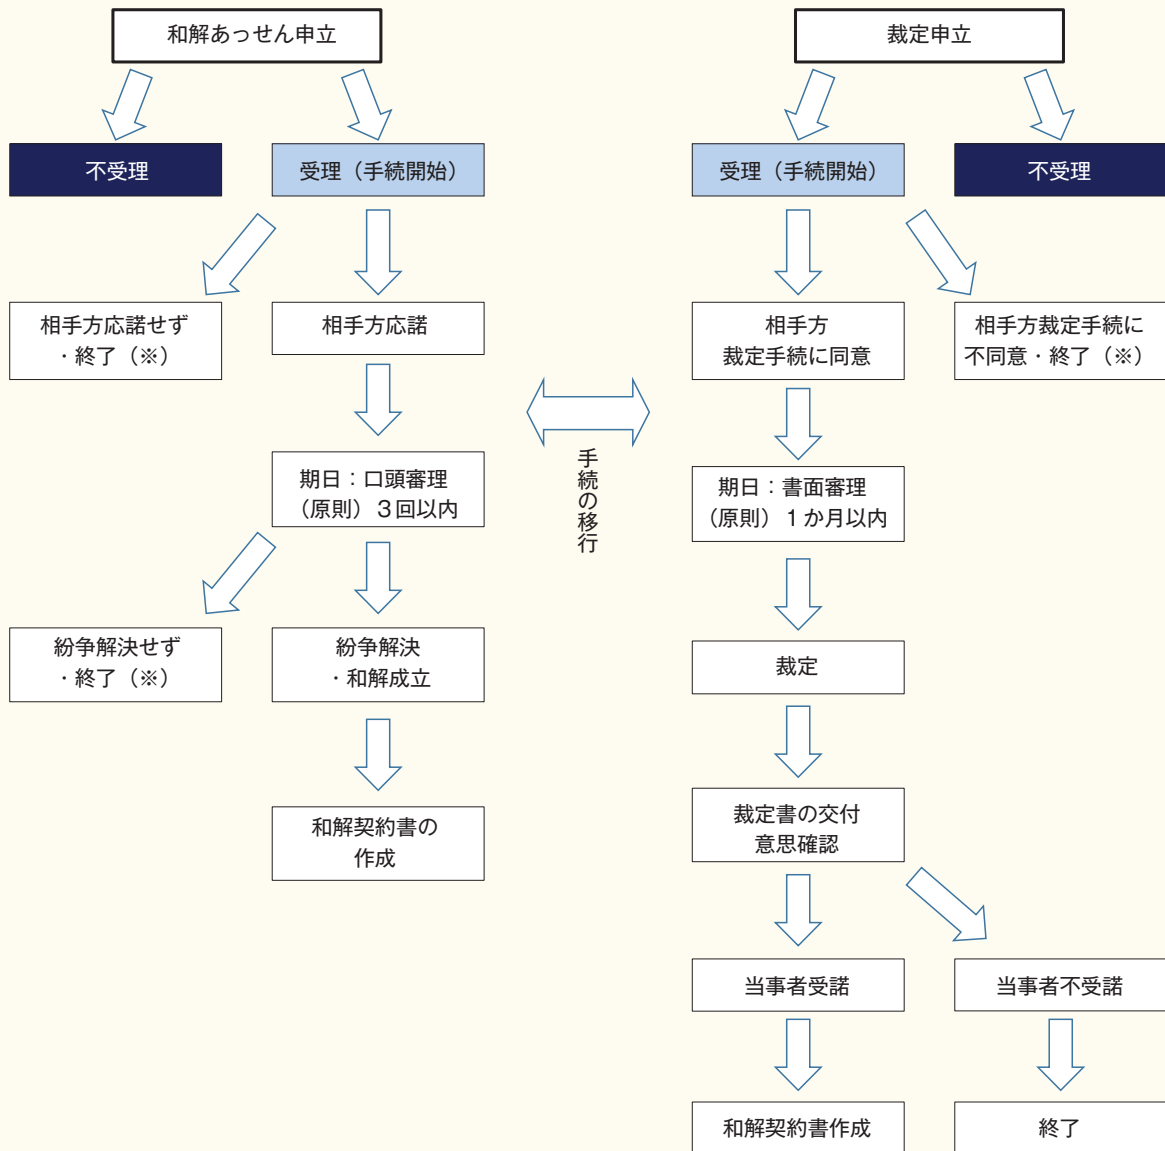 和解あっせん申立
不受理
受理（手続開始）
相手方応諾せず
・終了（※）
相手方応諾
期日：口頭審理
（原則）３回以内
紛争解決せず
・終了（※）
紛争解決
・和解成立
和解契約書の
作成
手続の移行
裁定申立
受理（手続開始）
不受理
相手方
裁定手続に同意
相手方裁定手続に
不同意・終了（※）
期日：書面審理
（原則）１か月以内
裁定
裁定書の交付
意思確認
当事者受諾
当事者不受諾
和解契約書作成
終了